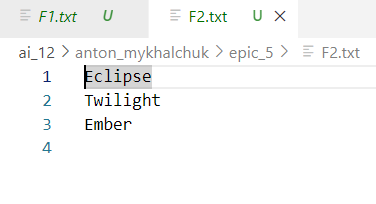 F1.txt U F2.txt U
ai_12 > anton_mykhalchuk > epic_5 > F2.txt
1 Eclipse
2 Twilight
3 Ember
4